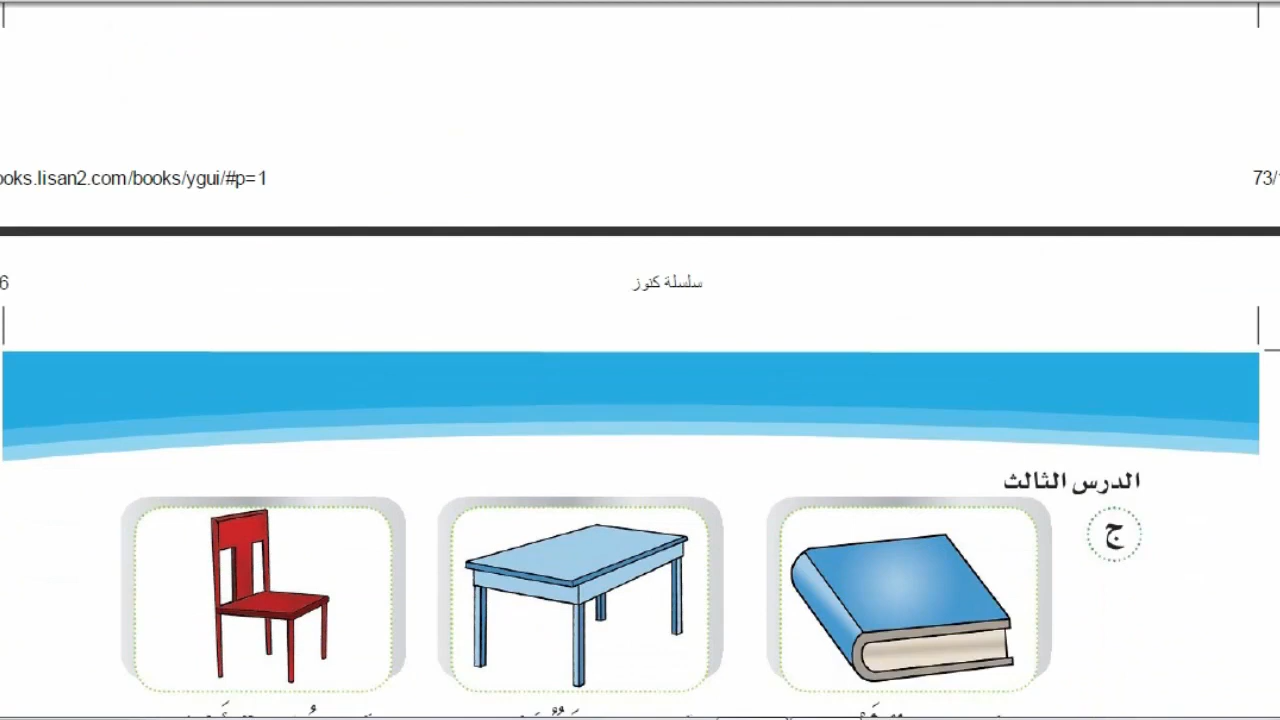 ooks.lisan2.com/books/ygui/#p=1
73/
6
سلسلة كنوز
الدرس الثالث
ج